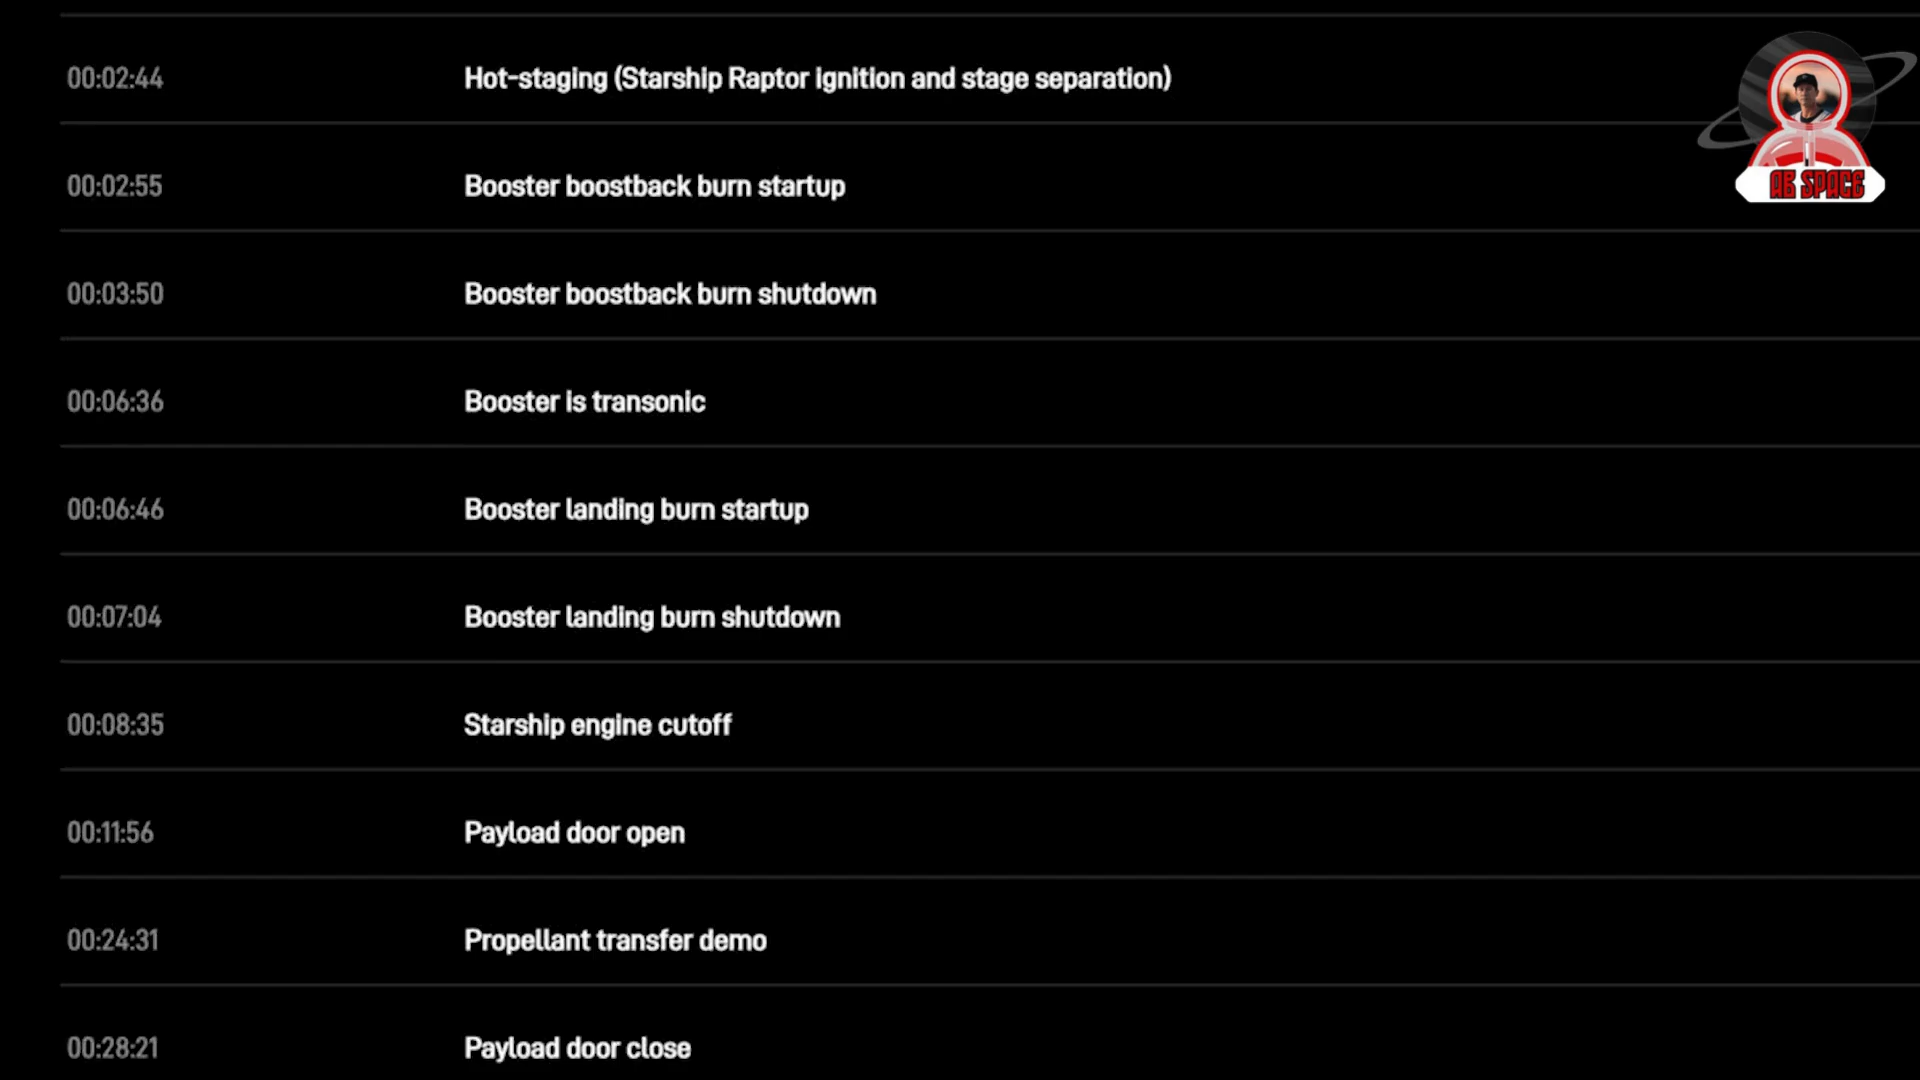 00:02:44 Hot-staging (Starship Raptor ignition and stage separation)
AB SPACE
00:02:55 Booster boostback burn startup
00:03:50 Booster boostback burn shutdown
00:06:36 Booster is transonic
00:06:46 Booster landing burn startup
00:07:04 Booster landing burn shutdown
00:08:35 Starship engine cutoff
00:11:56 Payload door open
00:24:31 Propellant transfer demo
00:28:21 Payload door close